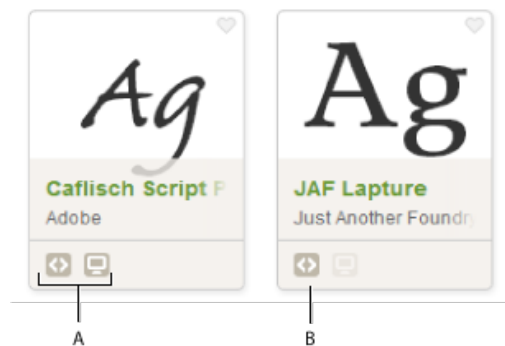 Ag
Caflisch Script P
Adobe
Ag
JAF Lapture
Just Another Foundry
A
B